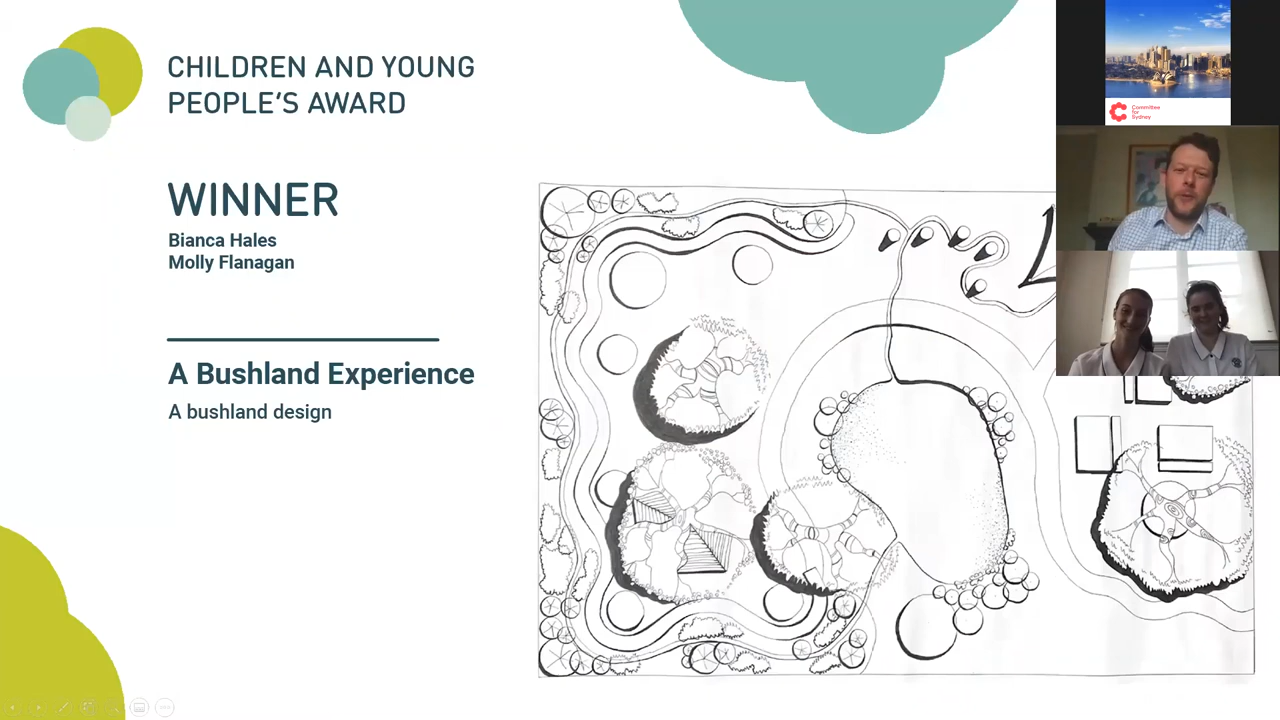 CHILDREN AND YOUNG
PEOPLE'S AWARD
WINNER
Bianca Hales
Molly Flanagan
A Bushland Experience
A bushland design
Committee
for
Sydney